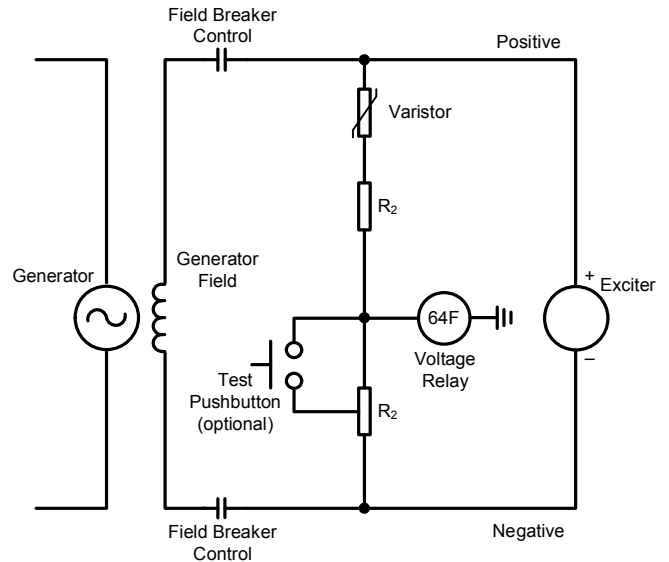 Field Breaker
Control
Positive
Varistor
R₂
Generator
Generator
Field
+
Exciter
64F
–
Voltage
Relay
Test
Pushbutton
(optional)
R₂
Field Breaker
Control
Negative